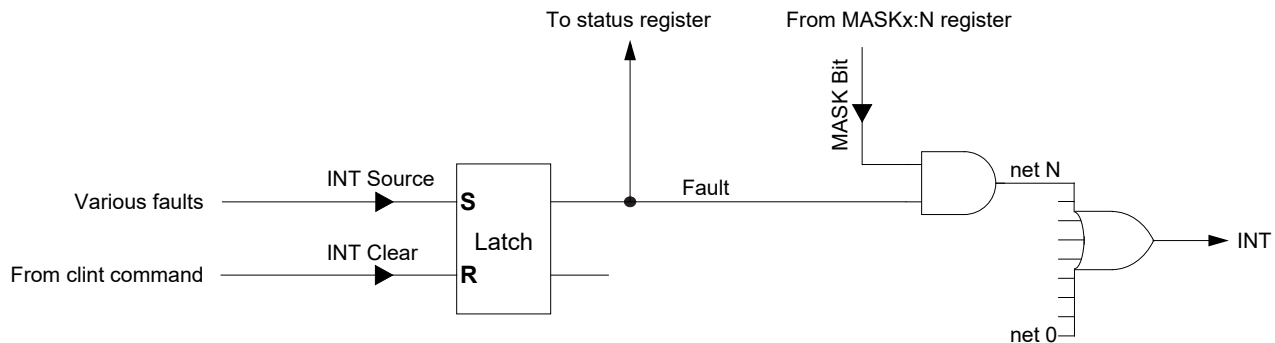 To status register
From MASKx:N register
MASK Bit
INT Source
Various faults
S
Fault
net N
Latch
INT
INT Clear
From clint command
R
net 0